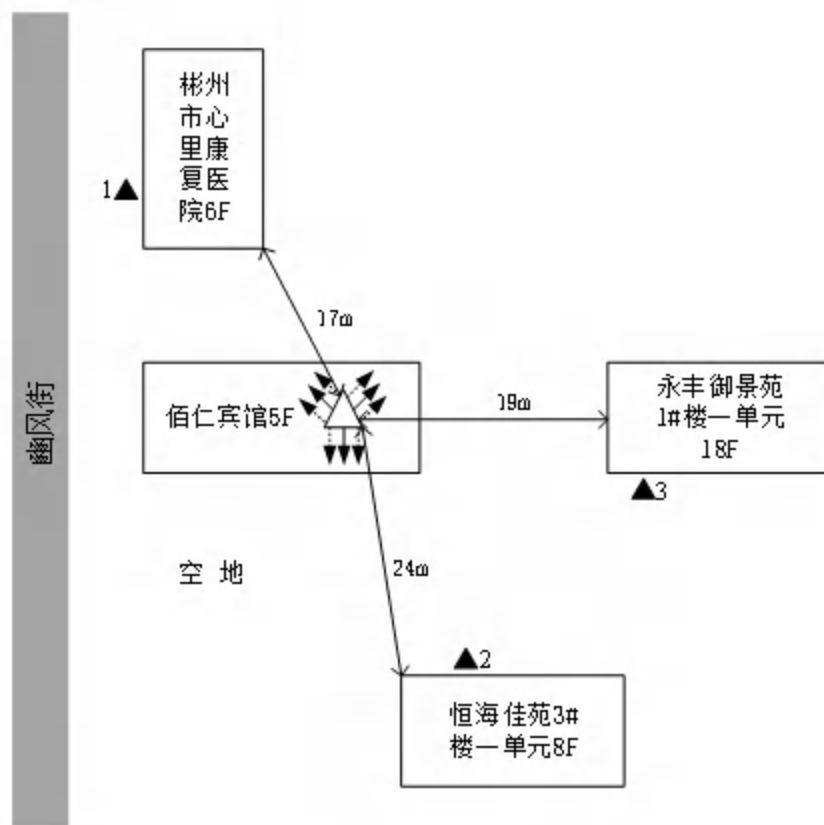 彬州
市心
里康
复医
院6F
1▲
17m
佰仁宾馆5F
19m
永丰御景苑
1#楼一单元
18F
▲3
豳风街
空 地
24m
▲2
恒海佳苑3#
楼一单元8F